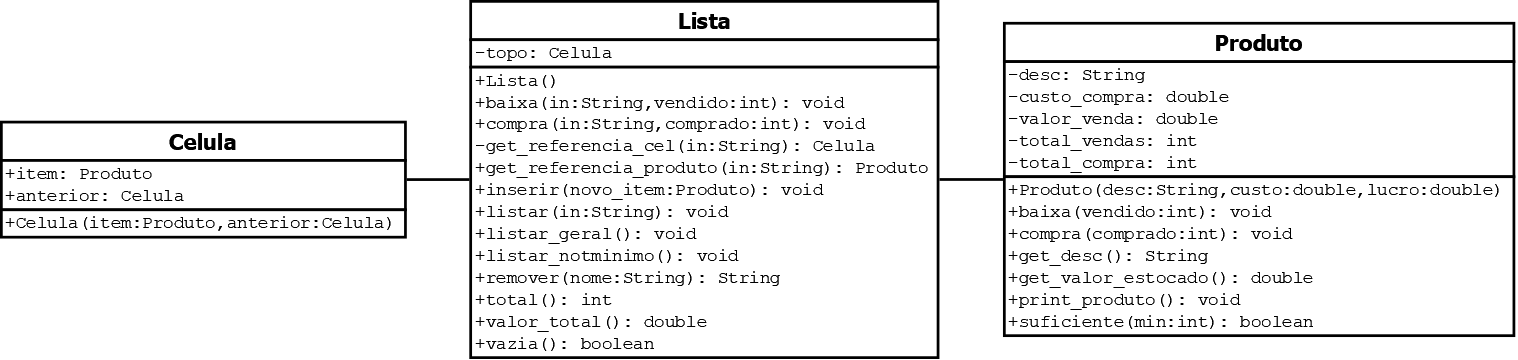 Celula
+item: Produto
+anterior: Celula
+Celula(item:Produto,anterior:Celula)
Lista
-topo: Celula
+Lista()
+baixa(in:String,vendido:int): void
+compra(in:String,comprado:int): void
-get_referencia_cel(in:String): Celula
+get_referencia_produto(in:String): Produto
+inserir(novo_item:Produto): void
+listar(in:String): void
+listar_geral(): void
+listar_notminimo(): void
+remover(nome:String): String
+total(): int
+valor_total(): double
+vazia(): boolean
Produto
-desc: String
-custo_compra: double
-valor_venda: double
-total_vendas: int
-total_compra: int
+Produto(desc:String,custo:double,lucro:double)
+baixa(vendido:int): void
+compra(comprado:int): void
+get_desc(): String
+get_valor_estocado(): double
+print_produto(): void
+suficiente(min:int): boolean